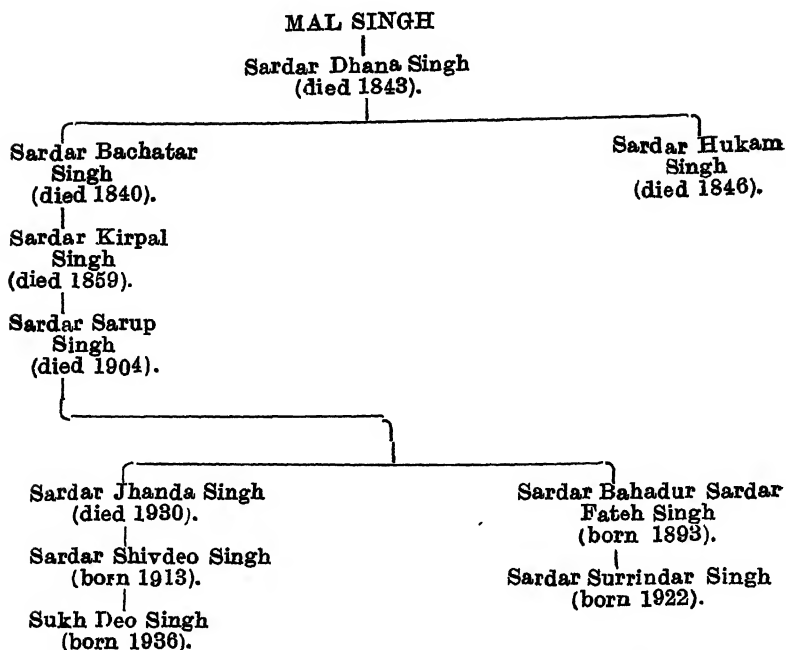 MAL SINGH
Sardar Dhana Singh
(died 1843).
Sardar Bachatar
Singh
(died 1840).
Sardar Hukam
Singh
(died 1846).
Sardar Kirpal
Singh
(died 1859).
Sardar Sarup
Singh
(died 1904).
Sardar Jhanda Singh
(died 1930).
Sardar Bahadur Sardar
Fateh Singh
(born 1893).
Sardar Shivdeo Singh
(born 1913).
Sardar Surrindar Singh
(born 1922).
Sukh Deo Singh
(born 1936).